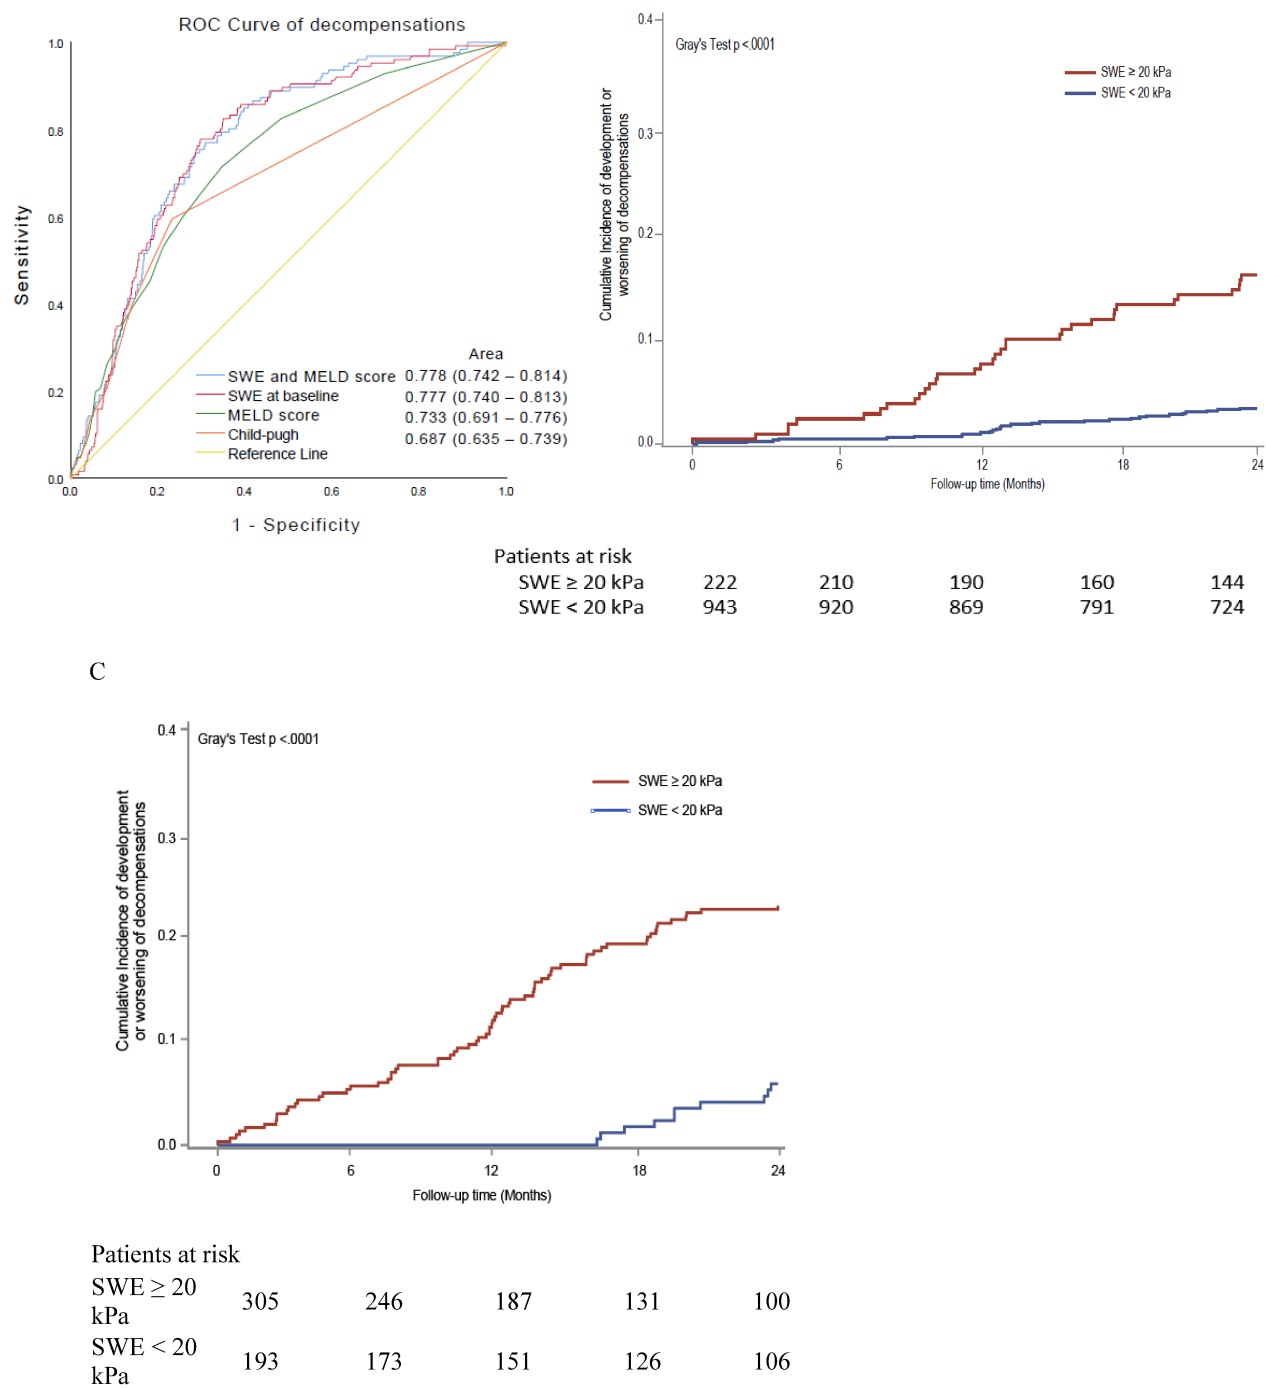 ROC Curve of decompensations
1.0
0.8
0.6
0.4
0.2
0.0
Sensitivity
Area
SWE and MELD score 0.778 (0.742 – 0.814)
SWE at baseline 0.777 (0.740 – 0.813)
MELD score 0.733 (0.691 – 0.776)
Child-pugh 0.687 (0.635 – 0.739)
Reference Line
0.0 0.2 0.4 0.6 0.8 1.0
1 - Specificity
0.4
0.3
0.2
0.1
0.0
Cumulative Incidence of development or
worsening of decompensations
Gray's Test p <.0001
SWE ≥ 20 kPa
SWE < 20 kPa
0 6 12 18 24
Follow-up time (Months)
Patients at risk
SWE ≥ 20 kPa 222 210 190 160 144
SWE < 20 kPa 943 920 869 791 724
C
0.4
0.3
0.2
0.1
0.0
Cumulative Incidence of development
or worsening of decompensations
Gray's Test p <.0001
SWE ≥ 20 kPa
SWE < 20 kPa
0 6 12 18 24
Follow-up time (Months)
Patients at risk
SWE ≥ 20
kPa 305 246 187 131 100
SWE < 20
kPa 193 173 151 126 106